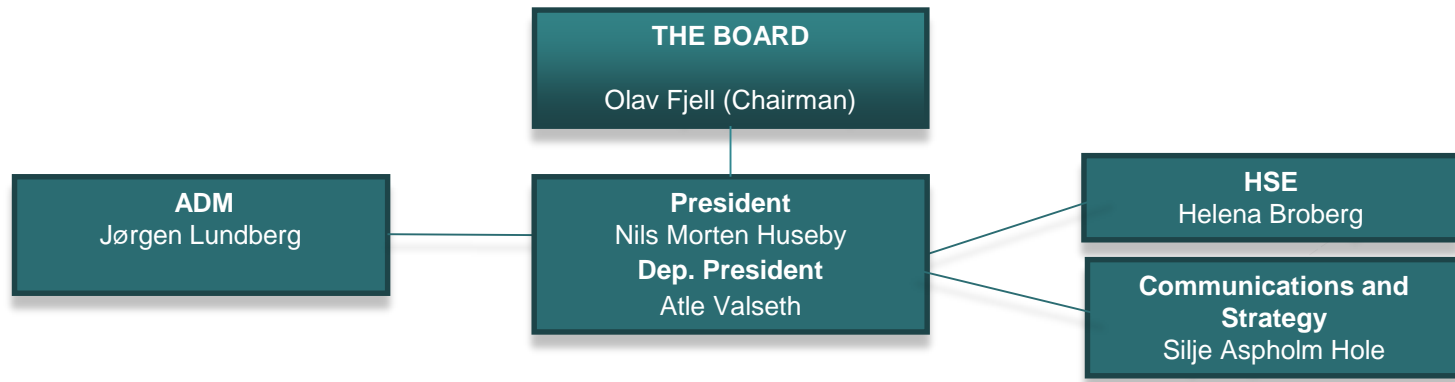 THE BOARD
Olav Fjell (Chairman)
ADM
Jørgen Lundberg
President
Nils Morten Huseby
Dep. President
Atle Valseth
HSE
Helena Broberg
Communications and
Strategy
Silje Aspholm Hole